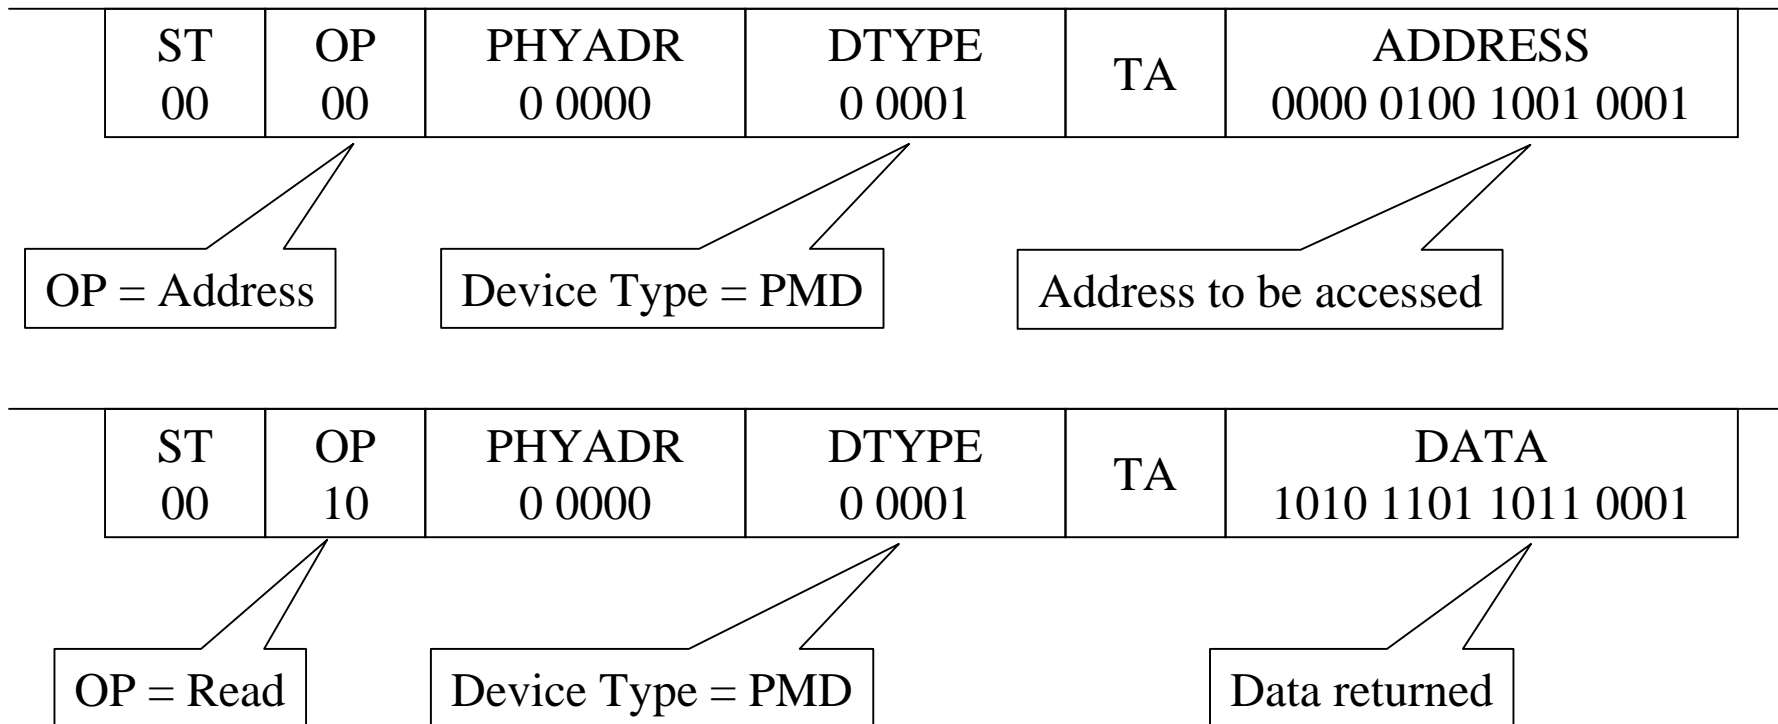 ST OP PHYADR DTYPE TA ADDRESS
00 00 0 0000 0 0001 0000 0100 1001 0001
OP = Address Device Type = PMD Address to be accessed
ST OP PHYADR DTYPE TA DATA
00 10 0 0000 0 0001 1010 1101 1011 0001
OP = Read Device Type = PMD Data returned